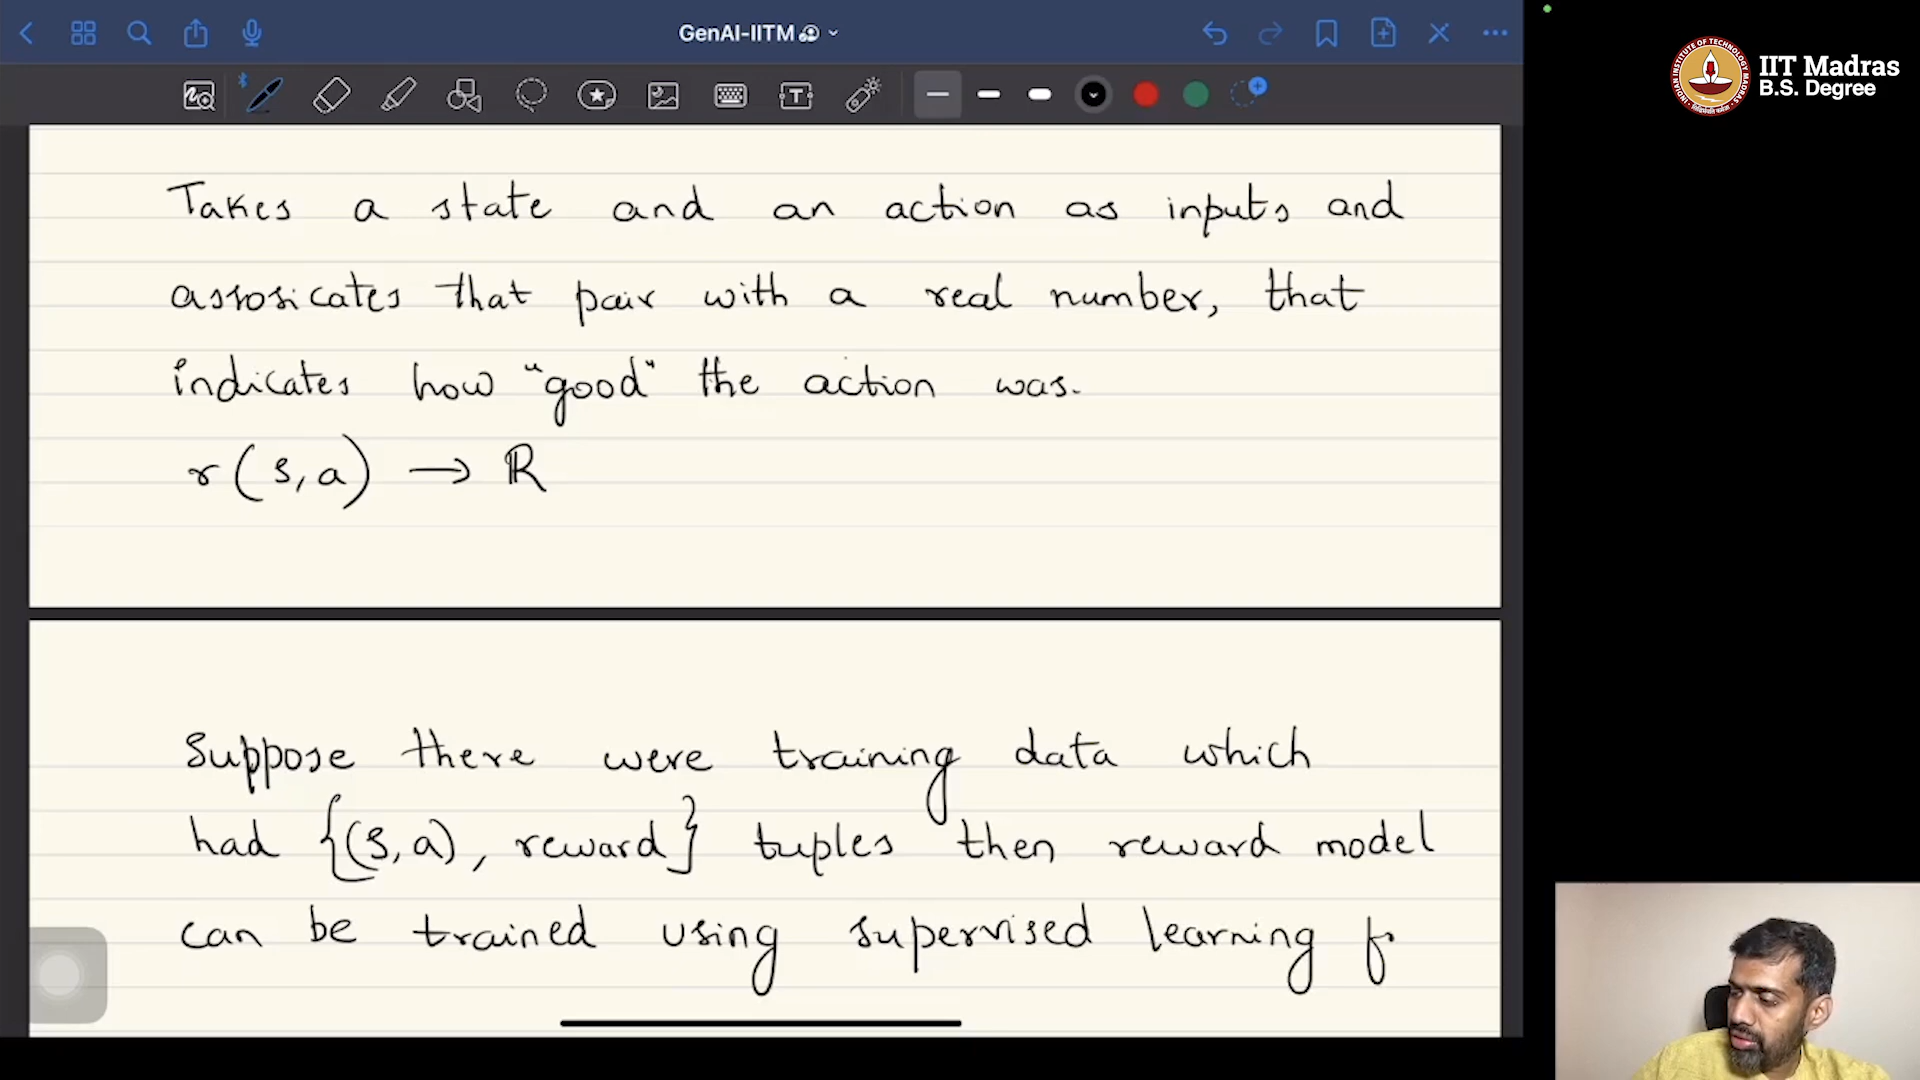 GenAI-IITM
IIT Madras
B.S. Degree
Takes a state and an action as inputs and
assosicates that pair with a real number, that
indicates how "good" the action was.
r(s,a) → ℝ
Suppose there were training data which
had {(s,a), reward} tuples then reward model
can be trained using supervised learning f